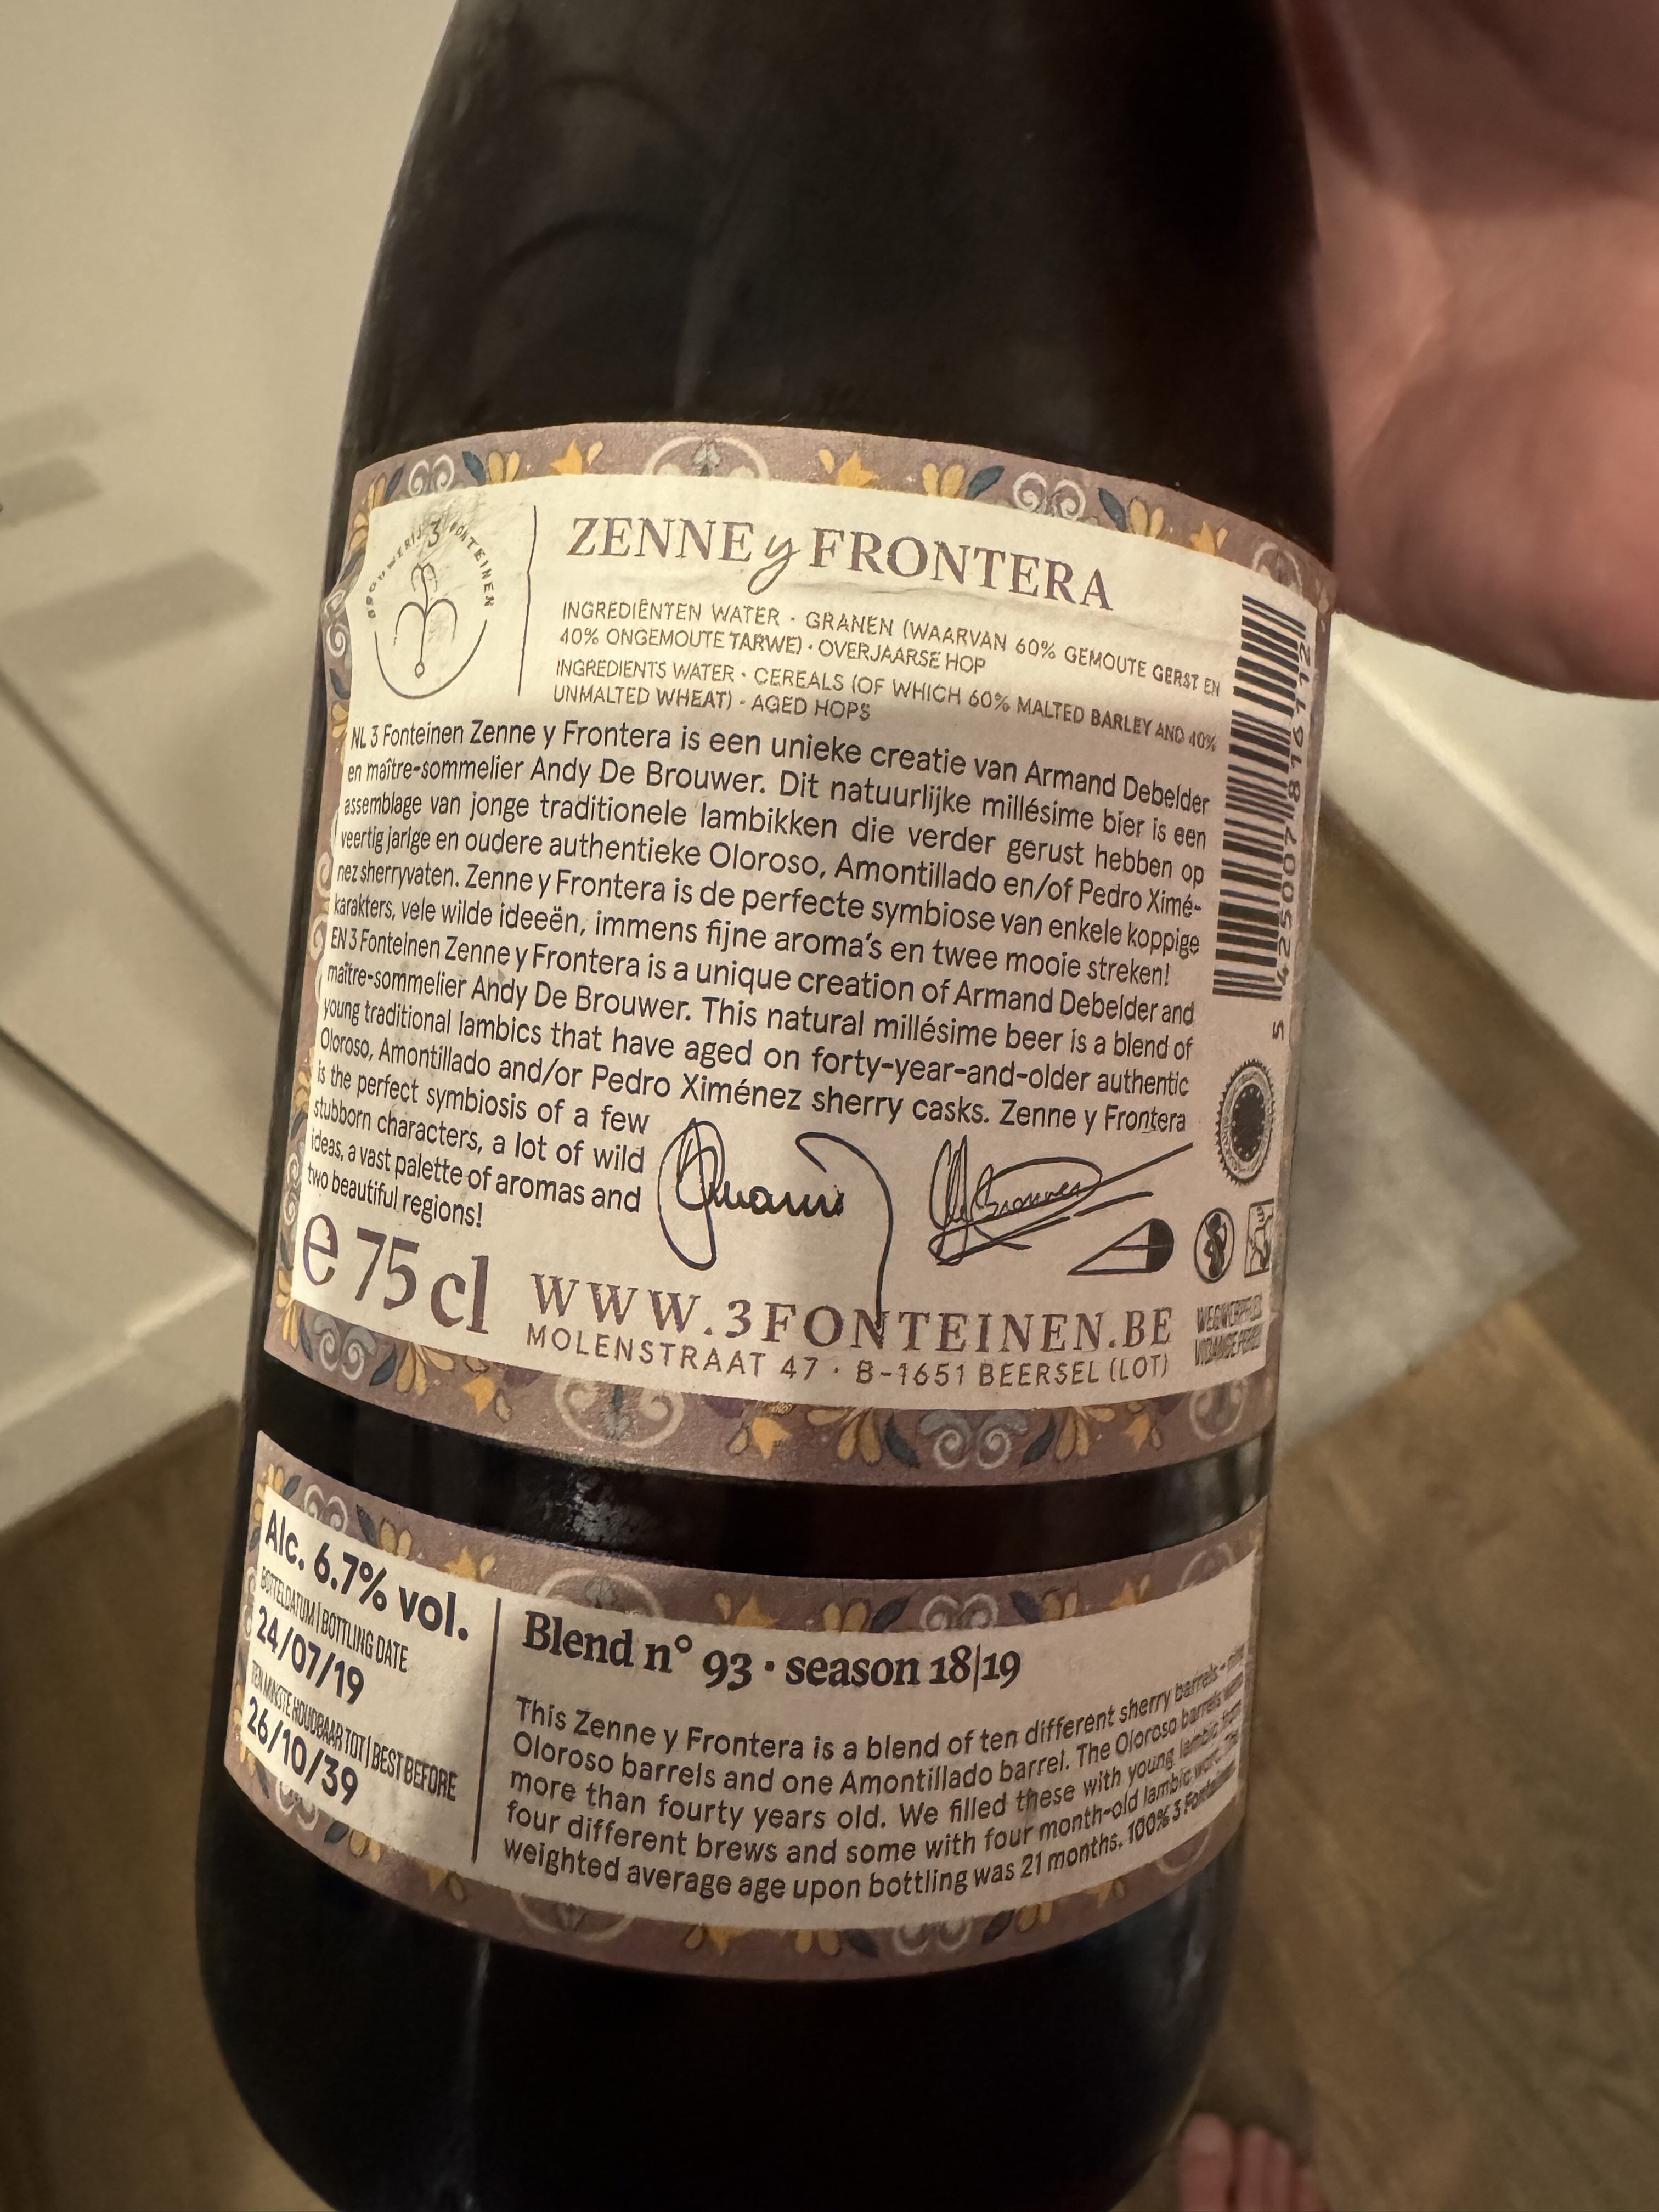 BROUWERIJ 3 FONTEINEN
ZENNE y FRONTERA
INGREDIËNTEN WATER · GRANEN (WAARVAN 60% GEMOUTE GERST EN
40% ONGEMOUTE TARWE) · OVERJAARSE HOP
INGREDIENTS WATER · CEREALS (OF WHICH 60% MALTED BARLEY AND 40%
UNMALTED WHEAT) · AGED HOPS
NL 3 Fonteinen Zenne y Frontera is een unieke creatie van Armand Debelder
en maître-sommelier Andy De Brouwer. Dit natuurlijke millésime bier is een
assemblage van jonge traditionele lambikken die verder gerust hebben op
veertig jarige en oudere authentieke Oloroso, Amontillado en/of Pedro Ximé-
nez sherryvaten. Zenne y Frontera is de perfecte symbiose van enkele koppige
karakters, vele wilde ideeën, immens fijne aroma's en twee mooie streken!
EN 3 Fonteinen Zenne y Frontera is a unique creation of Armand Debelder and
maître-sommelier Andy De Brouwer. This natural millésime beer is a blend of
young traditional lambics that have aged on forty-year-and-older authentic
Oloroso, Amontillado and/or Pedro Ximénez sherry casks. Zenne y Frontera
is the perfect symbiosis of a few
stubborn characters, a lot of wild
ideas, a vast palette of aromas and
two beautiful regions!
e 75 cl
WWW.3FONTEINEN.BE
MOLENSTRAAT 47 · B-1651 BEERSEL (LOT)
Alc. 6.7% vol.
BOTTELDATUM | BOTTLING DATE
24/07/19
TEN MINSTE HOUDBAAR TOT | BEST BEFORE
26/10/39
Blend n° 93 · season 18|19
This Zenne y Frontera is a blend of ten different sherry barrels – nine
Oloroso barrels and one Amontillado barrel. The Oloroso barrels were
more than fourty years old. We filled these with young lambic from
four different brews and some with four month-old lambic wort. The
weighted average age upon bottling was 21 months. 100% 3 Fonteinen